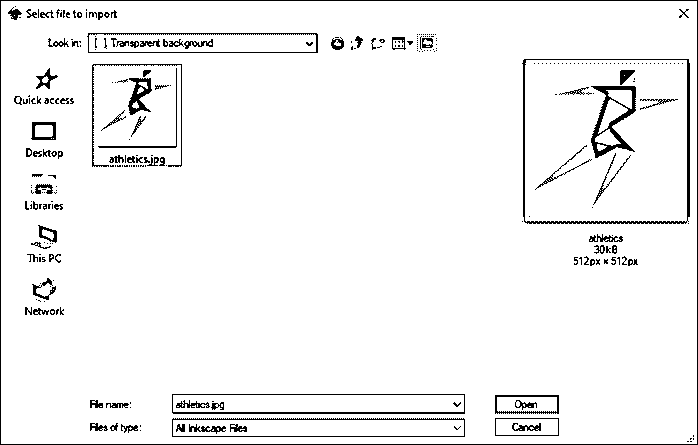 Select file to import
Look in: Transparent background
Quick access
Desktop
Libraries
This PC
Network
athletics.jpg
athletics
30kB
512px × 512px
File name: athletics.jpg Open
Files of type: All Inkscape Files Cancel